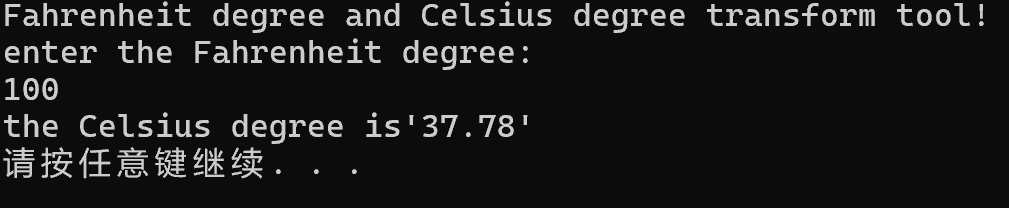 Fahrenheit degree and Celsius degree transform tool!
enter the Fahrenheit degree:
100
the Celsius degree is'37.78'
请按任意键继续. . .